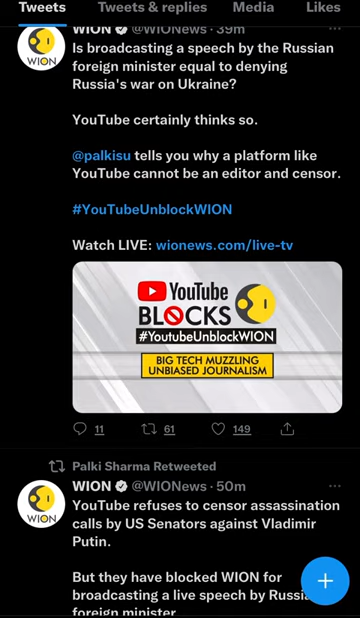 Tweets Tweets & replies Media Likes
WION @WIONews · 39m
WION
Is broadcasting a speech by the Russian
foreign minister equal to denying
Russia's war on Ukraine?
YouTube certainly thinks so.
@palkisu tells you why a platform like
YouTube cannot be an editor and censor.
#YouTubeUnblockWION
Watch LIVE: wionews.com/live-tv
YouTube
BLOCKS
#YoutubeUnblockWION
BIG TECH MUZZLING
UNBIASED JOURNALISM
11 61 149
Palki Sharma Retweeted
WION @WIONews · 50m
WION
YouTube refuses to censor assassination
calls by US Senators against Vladimir
Putin.
But they have blocked WION for
broadcasting a live speech by Russia
foreign minister